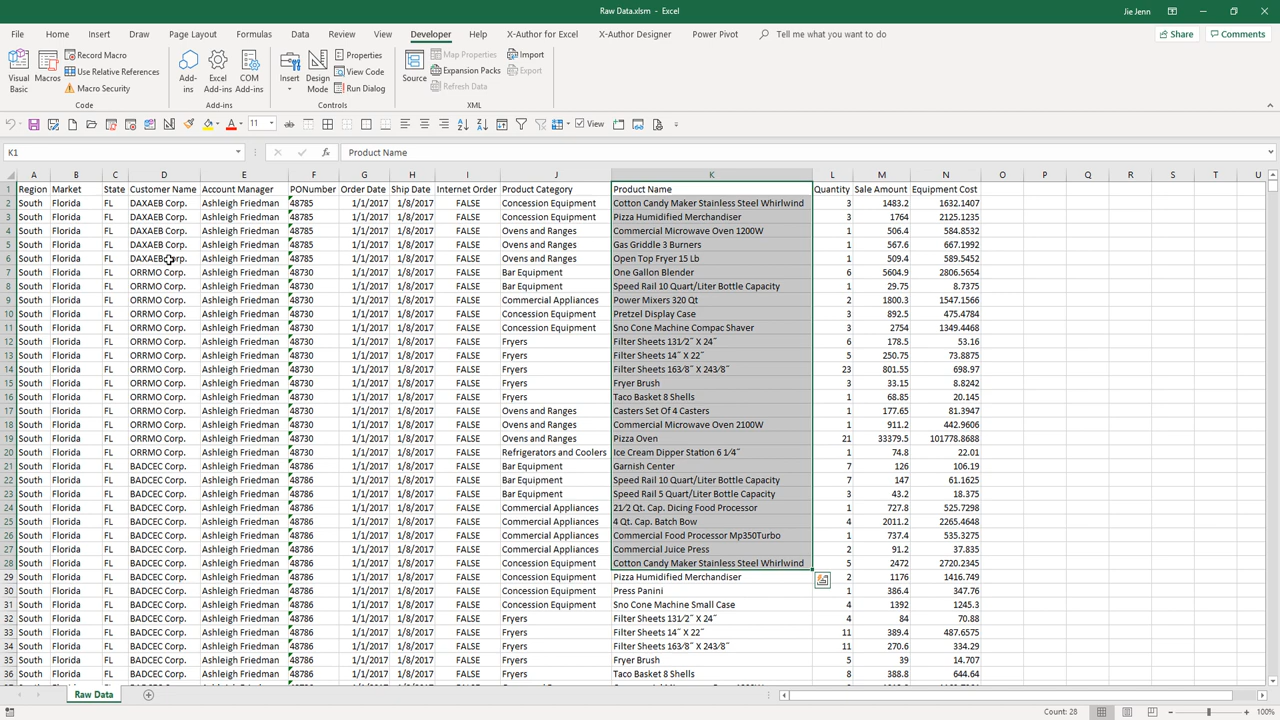 Raw Data.xlsm - Excel
Jie Jenn
File Home Insert Draw Page Layout Formulas Data Review View Developer Help X-Author for Excel X-Author Designer Power Pivot Tell me what you want to do Share Comments
Visual Basic
Macros
Record Macro
Use Relative References
Macro Security
Code
Add-ins
Excel Add-ins
COM Add-ins
Add-ins
Insert
Design Mode
Properties
View Code
Run Dialog
Controls
Source
Map Properties
Expansion Packs
Refresh Data
Import
Export
XML
11
View
K1 Product Name
A B C D E F G H I J K L M N O P Q R S T U
1 Region Market State Customer Name Account Manager PONumber Order Date Ship Date Internet Order Product Category Product Name Quantity Sale Amount Equipment Cost
2 South Florida FL DAXAEB Corp. Ashleigh Friedman 48785 1/1/2017 1/8/2017 FALSE Concession Equipment Cotton Candy Maker Stainless Steel Whirlwind 3 1483.2 1632.1407
3 South Florida FL DAXAEB Corp. Ashleigh Friedman 48785 1/1/2017 1/8/2017 FALSE Concession Equipment Pizza Humidified Merchandiser 3 1764 2125.1235
4 South Florida FL DAXAEB Corp. Ashleigh Friedman 48785 1/1/2017 1/8/2017 FALSE Ovens and Ranges Commercial Microwave Oven 1200W 1 506.4 584.8532
5 South Florida FL DAXAEB Corp. Ashleigh Friedman 48785 1/1/2017 1/8/2017 FALSE Ovens and Ranges Gas Griddle 3 Burners 1 567.6 667.1992
6 South Florida FL DAXAEB Corp. Ashleigh Friedman 48785 1/1/2017 1/8/2017 FALSE Ovens and Ranges Open Top Fryer 15 Lb 1 509.4 589.5452
7 South Florida FL ORRMO Corp. Ashleigh Friedman 48730 1/1/2017 1/8/2017 FALSE Bar Equipment One Gallon Blender 6 5604.9 2806.5654
8 South Florida FL ORRMO Corp. Ashleigh Friedman 48730 1/1/2017 1/8/2017 FALSE Bar Equipment Speed Rail 10 Quart/Liter Bottle Capacity 1 29.75 8.7375
9 South Florida FL ORRMO Corp. Ashleigh Friedman 48730 1/1/2017 1/8/2017 FALSE Commercial Appliances Power Mixers 320 Qt 2 1800.3 1547.1566
10 South Florida FL ORRMO Corp. Ashleigh Friedman 48730 1/1/2017 1/8/2017 FALSE Concession Equipment Pretzel Display Case 3 892.5 475.4784
11 South Florida FL ORRMO Corp. Ashleigh Friedman 48730 1/1/2017 1/8/2017 FALSE Concession Equipment Sno Cone Machine Compac Shaver 3 2754 1349.4468
12 South Florida FL ORRMO Corp. Ashleigh Friedman 48730 1/1/2017 1/8/2017 FALSE Fryers Filter Sheets 131⁄2˝ X 24˝ 6 178.5 53.16
13 South Florida FL ORRMO Corp. Ashleigh Friedman 48730 1/1/2017 1/8/2017 FALSE Fryers Filter Sheets 14˝ X 22˝ 5 250.75 73.8875
14 South Florida FL ORRMO Corp. Ashleigh Friedman 48730 1/1/2017 1/8/2017 FALSE Fryers Filter Sheets 163⁄8˝ X 243⁄8˝ 23 801.55 698.97
15 South Florida FL ORRMO Corp. Ashleigh Friedman 48730 1/1/2017 1/8/2017 FALSE Fryers Fryer Brush 3 33.15 8.8242
16 South Florida FL ORRMO Corp. Ashleigh Friedman 48730 1/1/2017 1/8/2017 FALSE Fryers Taco Basket 8 Shells 1 68.85 20.145
17 South Florida FL ORRMO Corp. Ashleigh Friedman 48730 1/1/2017 1/8/2017 FALSE Ovens and Ranges Casters Set Of 4 Casters 1 177.65 81.3947
18 South Florida FL ORRMO Corp. Ashleigh Friedman 48730 1/1/2017 1/8/2017 FALSE Ovens and Ranges Commercial Microwave Oven 2100W 1 911.2 442.9606
19 South Florida FL ORRMO Corp. Ashleigh Friedman 48730 1/1/2017 1/8/2017 FALSE Ovens and Ranges Pizza Oven 21 33379.5 101778.8688
20 South Florida FL ORRMO Corp. Ashleigh Friedman 48730 1/1/2017 1/8/2017 FALSE Refrigerators and Coolers Ice Cream Dipper Station 6 1⁄4˝ 1 74.8 22.01
21 South Florida FL BADCEC Corp. Ashleigh Friedman 48786 1/1/2017 1/8/2017 FALSE Bar Equipment Garnish Center 7 126 106.19
22 South Florida FL BADCEC Corp. Ashleigh Friedman 48786 1/1/2017 1/8/2017 FALSE Bar Equipment Speed Rail 10 Quart/Liter Bottle Capacity 7 147 61.1625
23 South Florida FL BADCEC Corp. Ashleigh Friedman 48786 1/1/2017 1/8/2017 FALSE Bar Equipment Speed Rail 5 Quart/Liter Bottle Capacity 3 43.2 18.375
24 South Florida FL BADCEC Corp. Ashleigh Friedman 48786 1/1/2017 1/8/2017 FALSE Commercial Appliances 21⁄2 Qt. Cap. Dicing Food Processor 1 727.8 525.7298
25 South Florida FL BADCEC Corp. Ashleigh Friedman 48786 1/1/2017 1/8/2017 FALSE Commercial Appliances 4 Qt. Cap. Batch Bow 4 2011.2 2265.4648
26 South Florida FL BADCEC Corp. Ashleigh Friedman 48786 1/1/2017 1/8/2017 FALSE Commercial Appliances Commercial Food Processor Mp350Turbo 1 737.4 535.3275
27 South Florida FL BADCEC Corp. Ashleigh Friedman 48786 1/1/2017 1/8/2017 FALSE Commercial Appliances Commercial Juice Press 2 91.2 37.835
28 South Florida FL BADCEC Corp. Ashleigh Friedman 48786 1/1/2017 1/8/2017 FALSE Concession Equipment Cotton Candy Maker Stainless Steel Whirlwind 5 2472 2720.2345
29 South Florida FL BADCEC Corp. Ashleigh Friedman 48786 1/1/2017 1/8/2017 FALSE Concession Equipment Pizza Humidified Merchandiser 2 1176 1416.749
30 South Florida FL BADCEC Corp. Ashleigh Friedman 48786 1/1/2017 1/8/2017 FALSE Concession Equipment Press Panini 1 386.4 347.76
31 South Florida FL BADCEC Corp. Ashleigh Friedman 48786 1/1/2017 1/8/2017 FALSE Concession Equipment Sno Cone Machine Small Case 4 1392 1245.3
32 South Florida FL BADCEC Corp. Ashleigh Friedman 48786 1/1/2017 1/8/2017 FALSE Fryers Filter Sheets 131⁄2˝ X 24˝ 4 84 70.88
33 South Florida FL BADCEC Corp. Ashleigh Friedman 48786 1/1/2017 1/8/2017 FALSE Fryers Filter Sheets 14˝ X 22˝ 11 389.4 487.6575
34 South Florida FL BADCEC Corp. Ashleigh Friedman 48786 1/1/2017 1/8/2017 FALSE Fryers Filter Sheets 163⁄8˝ X 243⁄8˝ 11 270.6 334.29
35 South Florida FL BADCEC Corp. Ashleigh Friedman 48786 1/1/2017 1/8/2017 FALSE Fryers Fryer Brush 5 39 14.707
36 South Florida FL BADCEC Corp. Ashleigh Friedman 48786 1/1/2017 1/8/2017 FALSE Fryers Taco Basket 8 Shells 8 388.8 644.64
Raw Data
Count: 28 100%